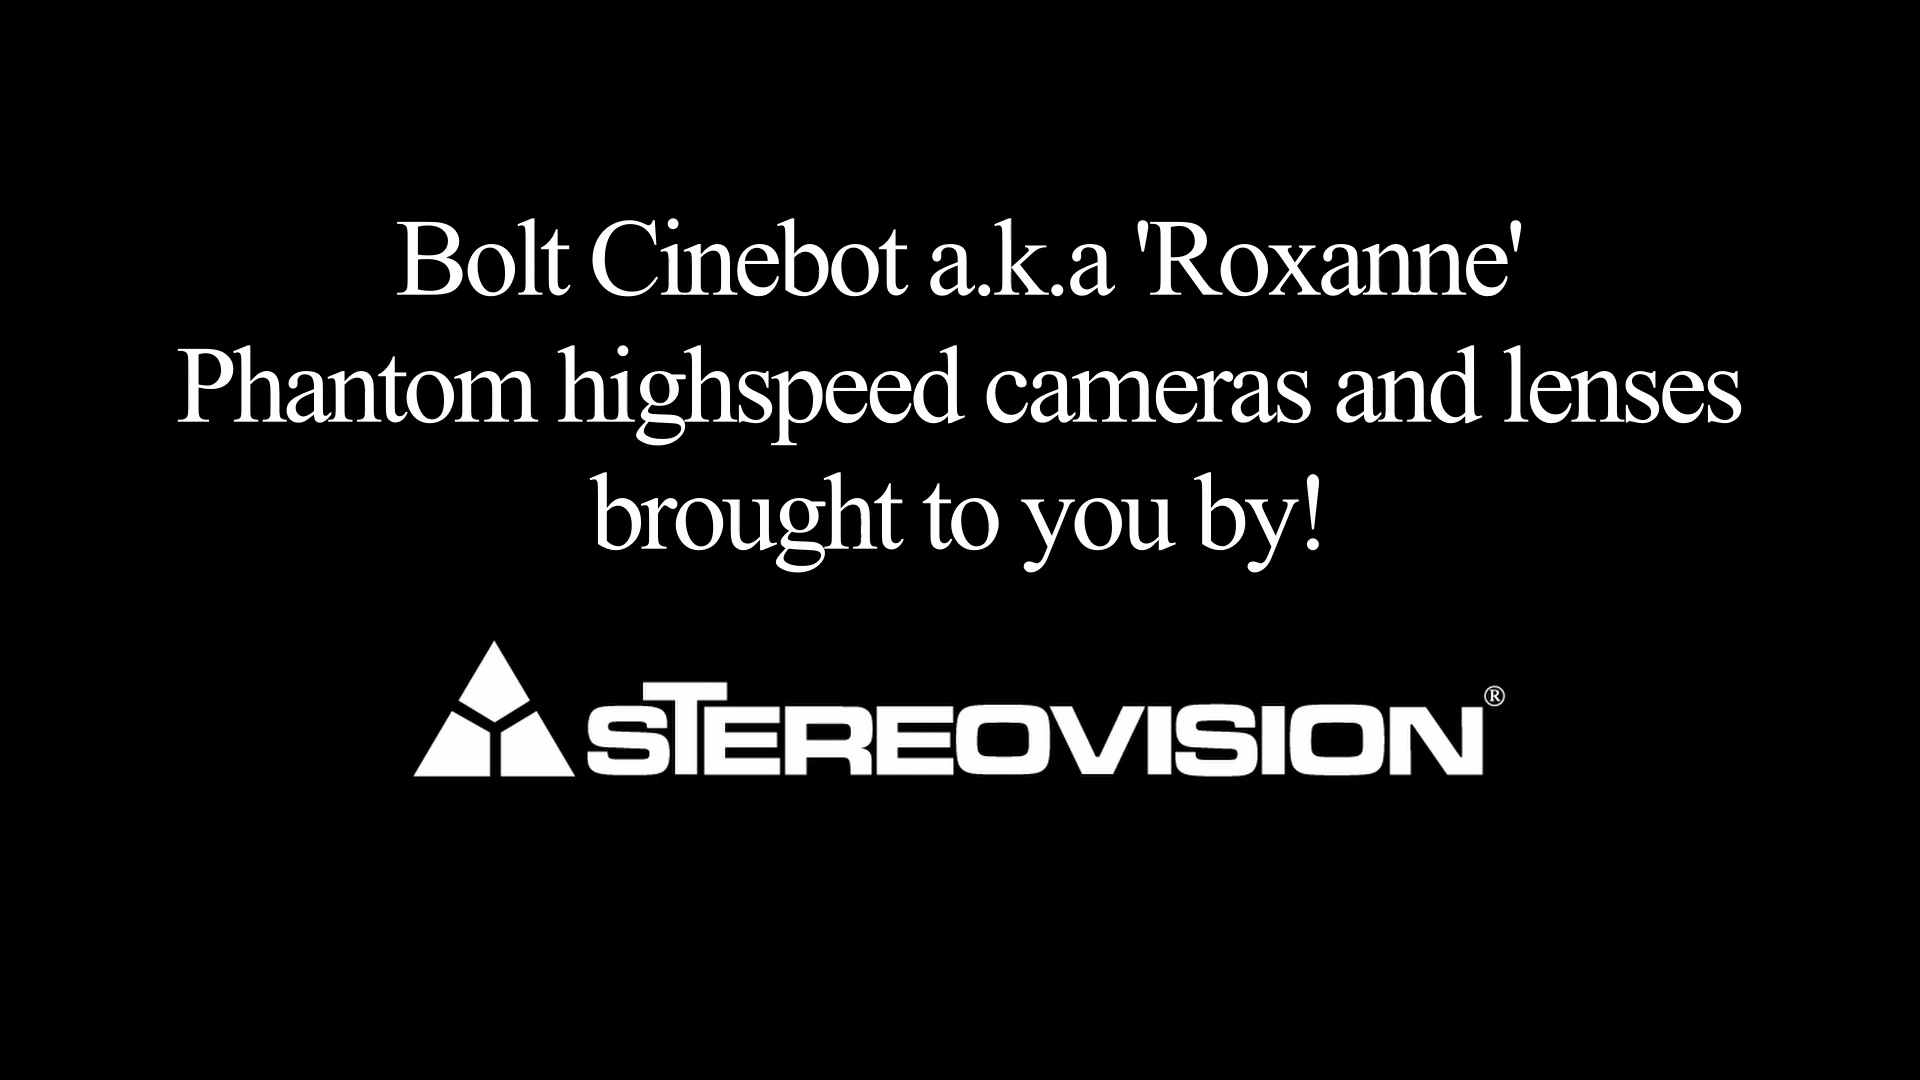 Bolt Cinebot a.k.a 'Roxanne'
Phantom highspeed cameras and lenses
brought to you by!
STEREOVISION®